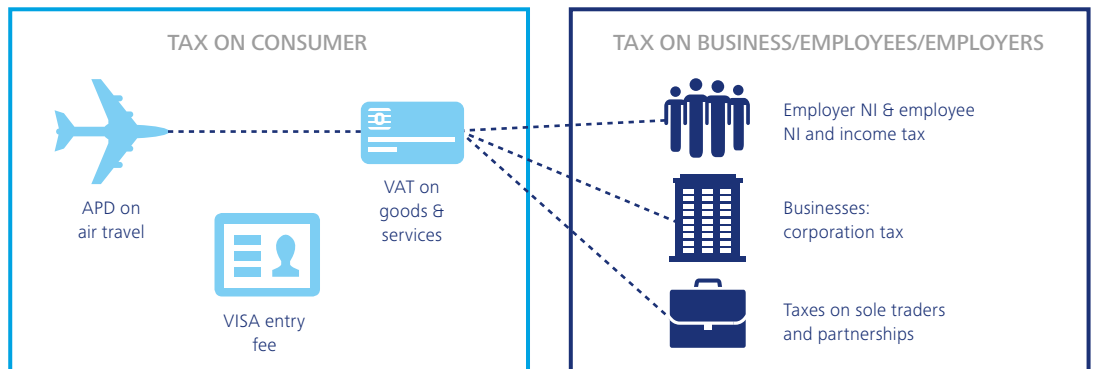 TAX ON CONSUMER
APD on
air travel
VISA entry
fee
VAT on
goods &
services
TAX ON BUSINESS/EMPLOYEES/EMPLOYERS
Employer NI & employee
NI and income tax
Businesses:
corporation tax
Taxes on sole traders
and partnerships